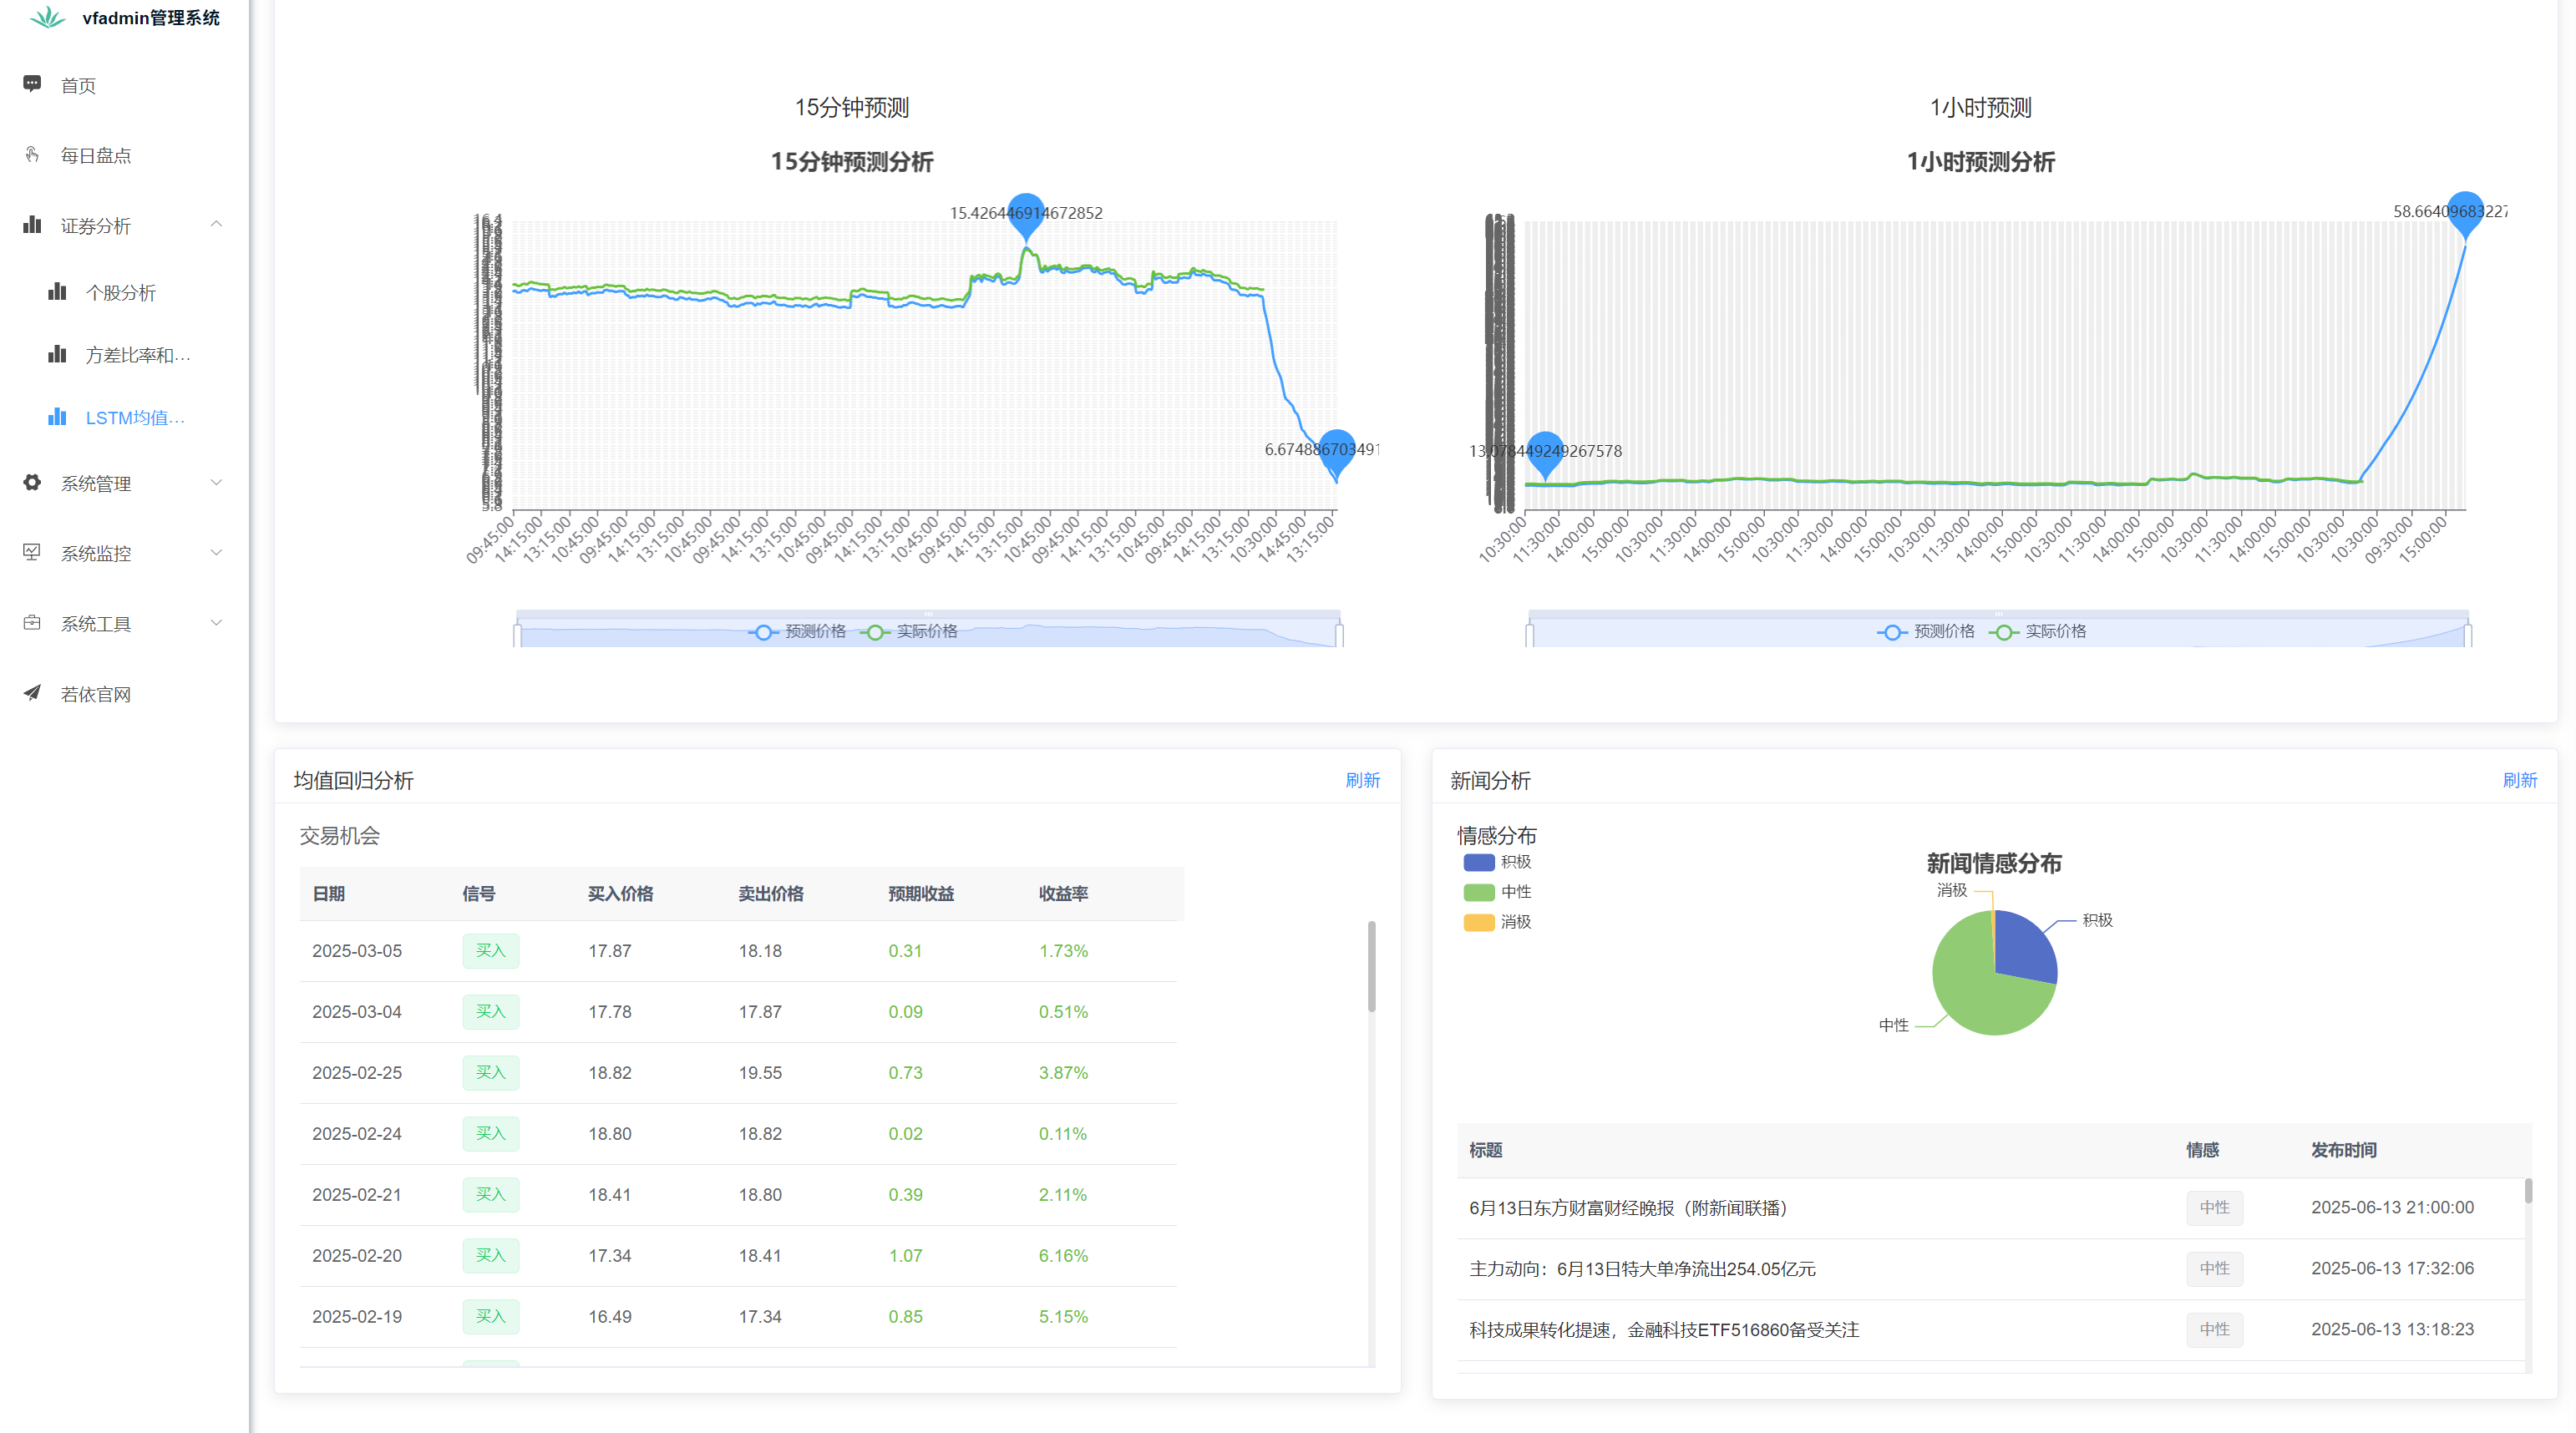 vfadmin管理系统
首页
每日盘点
证券分析
个股分析
方差比率和...
LSTM均值...
系统管理
系统监控
系统工具
若依官网
15分钟预测
15分钟预测分析
15.426446914672852
6.674886703491
16.4
5.8
09:45:00
14:15:00
13:15:00
10:45:00
09:45:00
14:15:00
13:15:00
10:45:00
09:45:00
14:15:00
13:15:00
10:45:00
09:45:00
14:15:00
13:15:00
10:45:00
09:45:00
14:15:00
13:15:00
10:45:00
09:45:00
14:15:00
13:15:00
10:45:00
09:45:00
14:15:00
13:15:00
10:30:00
14:45:00
13:15:00
预测价格
实际价格
1小时预测
1小时预测分析
58.66409683227
13.078449249267578
10:30:00
11:30:00
14:00:00
15:00:00
10:30:00
11:30:00
14:00:00
15:00:00
10:30:00
11:30:00
14:00:00
15:00:00
10:30:00
11:30:00
14:00:00
15:00:00
10:30:00
11:30:00
14:00:00
15:00:00
10:30:00
11:30:00
14:00:00
15:00:00
10:30:00
10:30:00
09:30:00
15:00:00
预测价格
实际价格
均值回归分析
刷新
交易机会
日期 信号 买入价格 卖出价格 预期收益 收益率
2025-03-05 买入 17.87 18.18 0.31 1.73%
2025-03-04 买入 17.78 17.87 0.09 0.51%
2025-02-25 买入 18.82 19.55 0.73 3.87%
2025-02-24 买入 18.80 18.82 0.02 0.11%
2025-02-21 买入 18.41 18.80 0.39 2.11%
2025-02-20 买入 17.34 18.41 1.07 6.16%
2025-02-19 买入 16.49 17.34 0.85 5.15%
新闻分析
刷新
情感分布
积极
中性
消极
新闻情感分布
消极
积极
中性
标题 情感 发布时间
6月13日东方财富财经晚报（附新闻联播） 中性 2025-06-13 21:00:00
主力动向：6月13日特大单净流出254.05亿元 中性 2025-06-13 17:32:06
科技成果转化提速，金融科技ETF516860备受关注 中性 2025-06-13 13:18:23